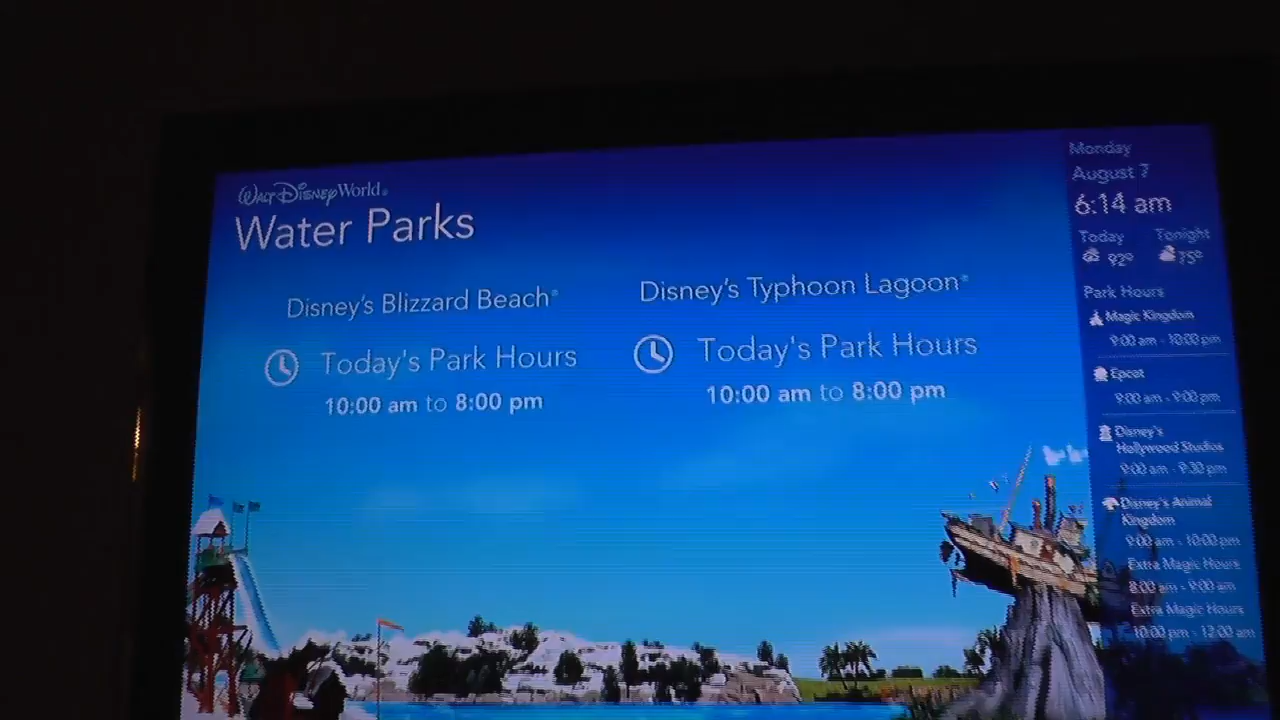 Walt Disney World®
Water Parks
Disney's Blizzard Beach®
Today's Park Hours
10:00 am to 8:00 pm
Disney's Typhoon Lagoon®
Today's Park Hours
10:00 am to 8:00 pm
Monday
August 7
6:14 am
Today
92°
Tonight
75°
Park Hours
Magic Kingdom
9:00 am - 10:00 pm
Epcot
9:00 am - 9:00 pm
Disney's
Hollywood Studios
9:00 am - 9:30 pm
Disney's Animal
Kingdom
9:00 am - 10:00 pm
Extra Magic Hours
8:00 am - 9:00 am
Extra Magic Hours
10:00 pm - 12:00 am